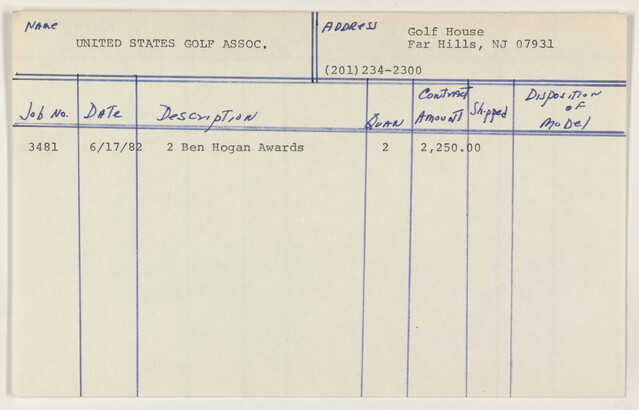 Name
UNITED STATES GOLF ASSOC.
ADDRESS
Golf House
Far Hills, NJ 07931
(201)234-2300
Job No. DATE Description QUAN Contract AMOUNT Shipped Disposition OF MODEL
3481 6/17/82 2 Ben Hogan Awards 2 2,250.00